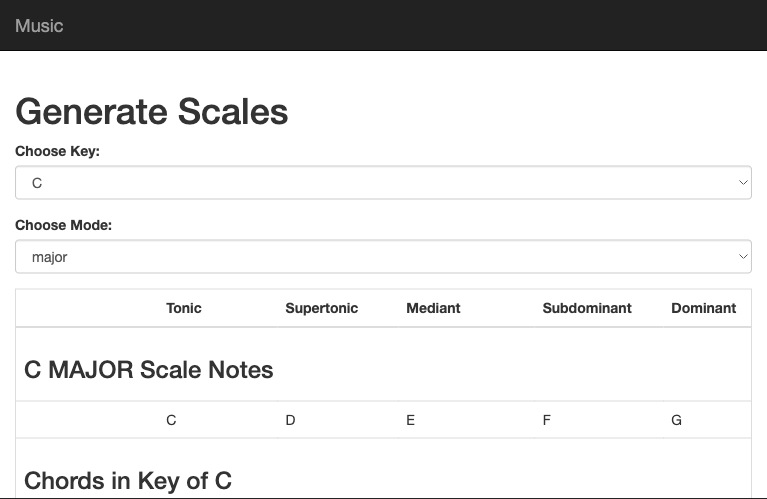 Music
Generate Scales
Choose Key:
C
Choose Mode:
major
Tonic Supertonic Mediant Subdominant Dominant
C MAJOR Scale Notes
C D E F G
Chords in Key of C